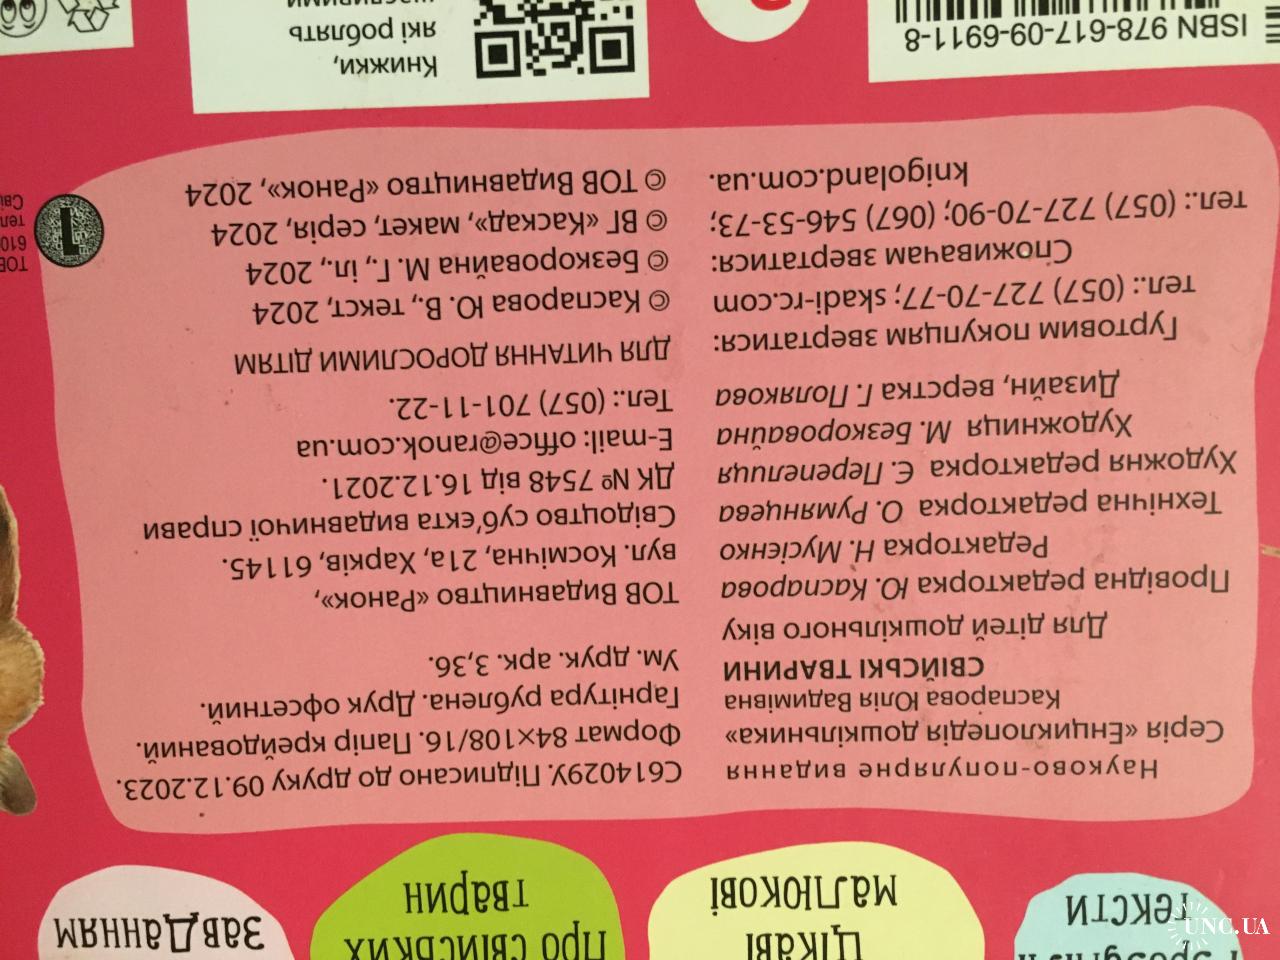 тексти
Цікаві
малюнкові
Про свійських
тварин
завданням
Науково-популярне видання
Серія «Енциклопедія дошкільника»
Каспарова Юлія Вадимівна
СВІЙСЬКІ ТВАРИНИ
Для дітей дошкільного віку
Провідна редакторка Ю. Каспарова
Редакторка Н. Мусієнко
Технічна редакторка О. Румянцева
Художня редакторка Є. Перепелиця
Художниця М. Безкоровайна
Дизайн, верстка Г. Полякова
Гуртовим покупцям звертатися:
тел.: (057) 727-70-77; skadi-rc.com
Споживачам звертатися:
тел.: (057) 727-70-90; (067) 546-53-73;
knigoland.com.ua.
С614029У. Підписано до друку 09.12.2023.
Формат 84×108/16. Папір крейдований.
Гарнітура рублена. Друк офсетний.
Ум. друк. арк. 3,36.
ТОВ Видавництво «Ранок»,
вул. Космічна, 21а, Харків, 61145.
Свідоцтво суб’єкта видавничої справи
ДК № 7548 від 16.12.2021.
E-mail: office@ranok.com.ua
Тел.: (057) 701-11-22.
ДЛЯ ЧИТАННЯ ДОРОСЛИМИ ДІТЯМ
© Каспарова Ю. В., текст, 2024
© Безкоровайна М. Г., іл., 2024
© ВГ «Каскад», макет, серія, 2024
© ТОВ Видавництво «Ранок», 2024
1
ISBN 978-617-09-6911-8
Книжки,
які роблять
UNC.UA